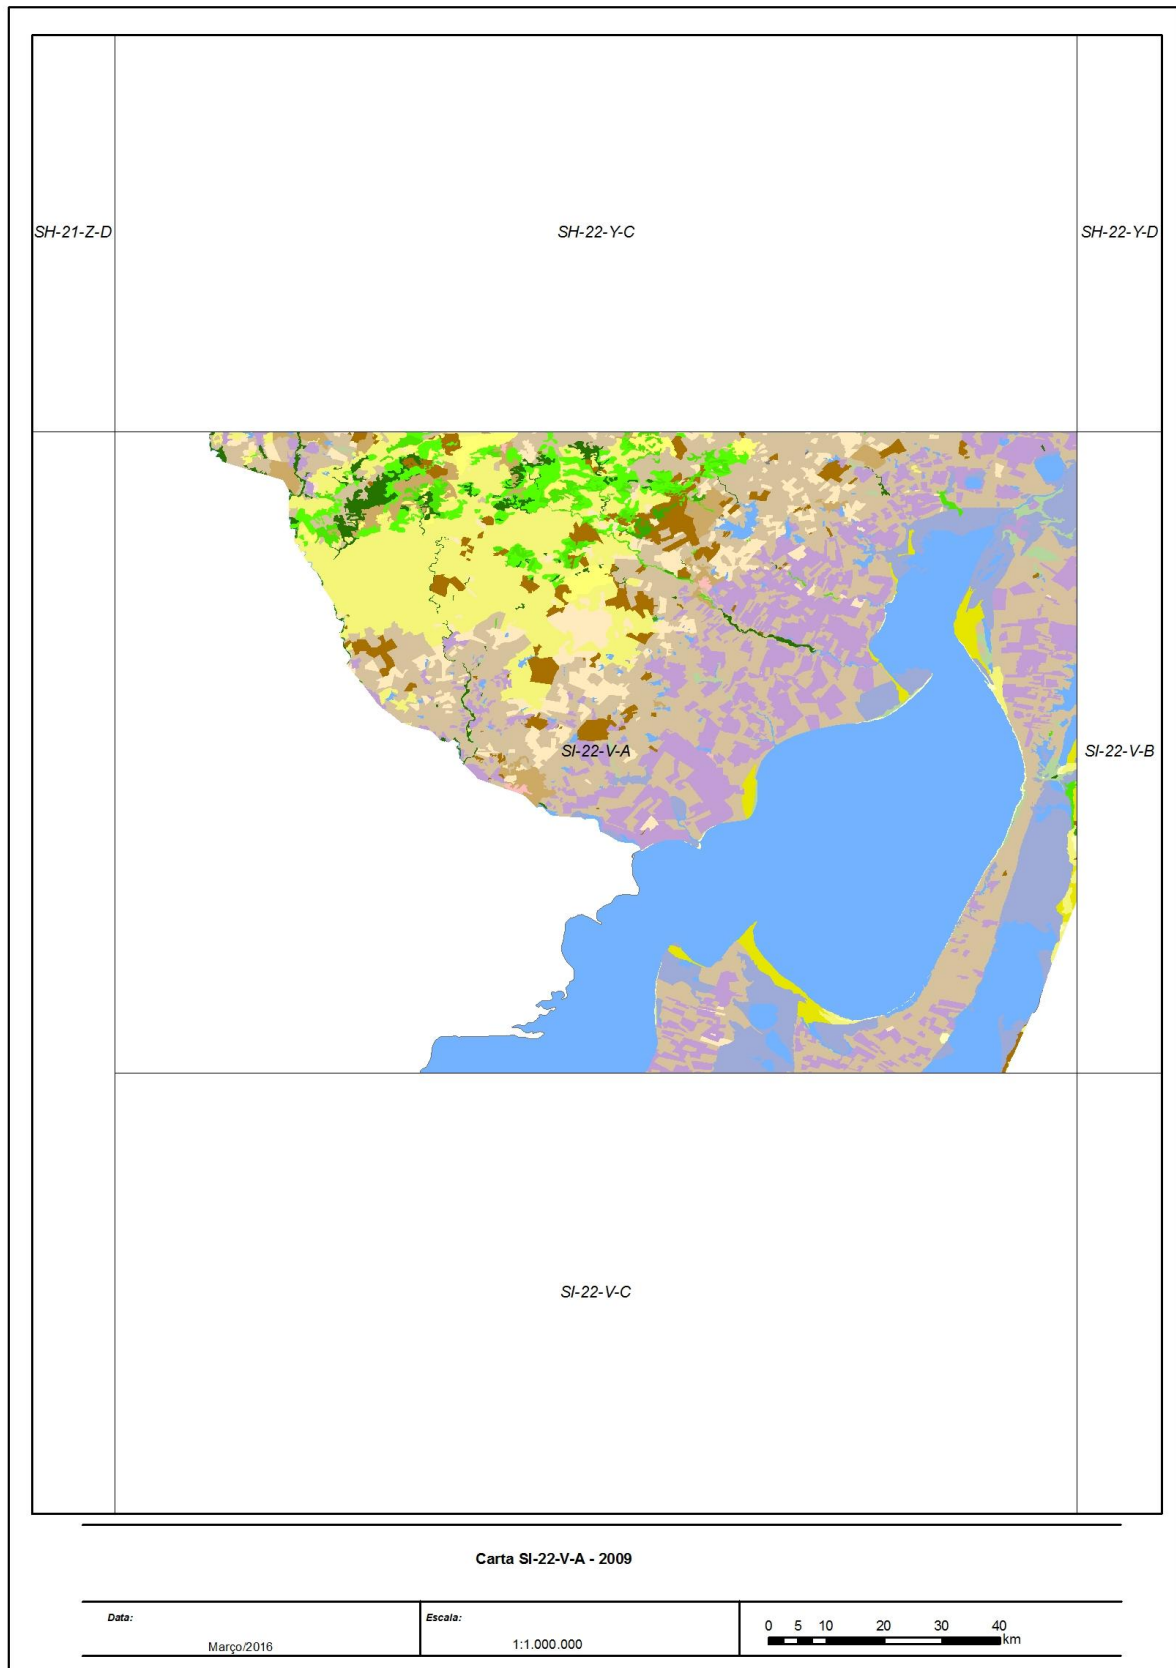 SH-21-Z-D
SH-22-Y-C
SH-22-Y-D
SI-22-V-A
SI-22-V-B
SI-22-V-C
Carta SI-22-V-A - 2009
Data:
Março/2016
Escala:
1:1.000.000
0 5 10 20 30 40
km